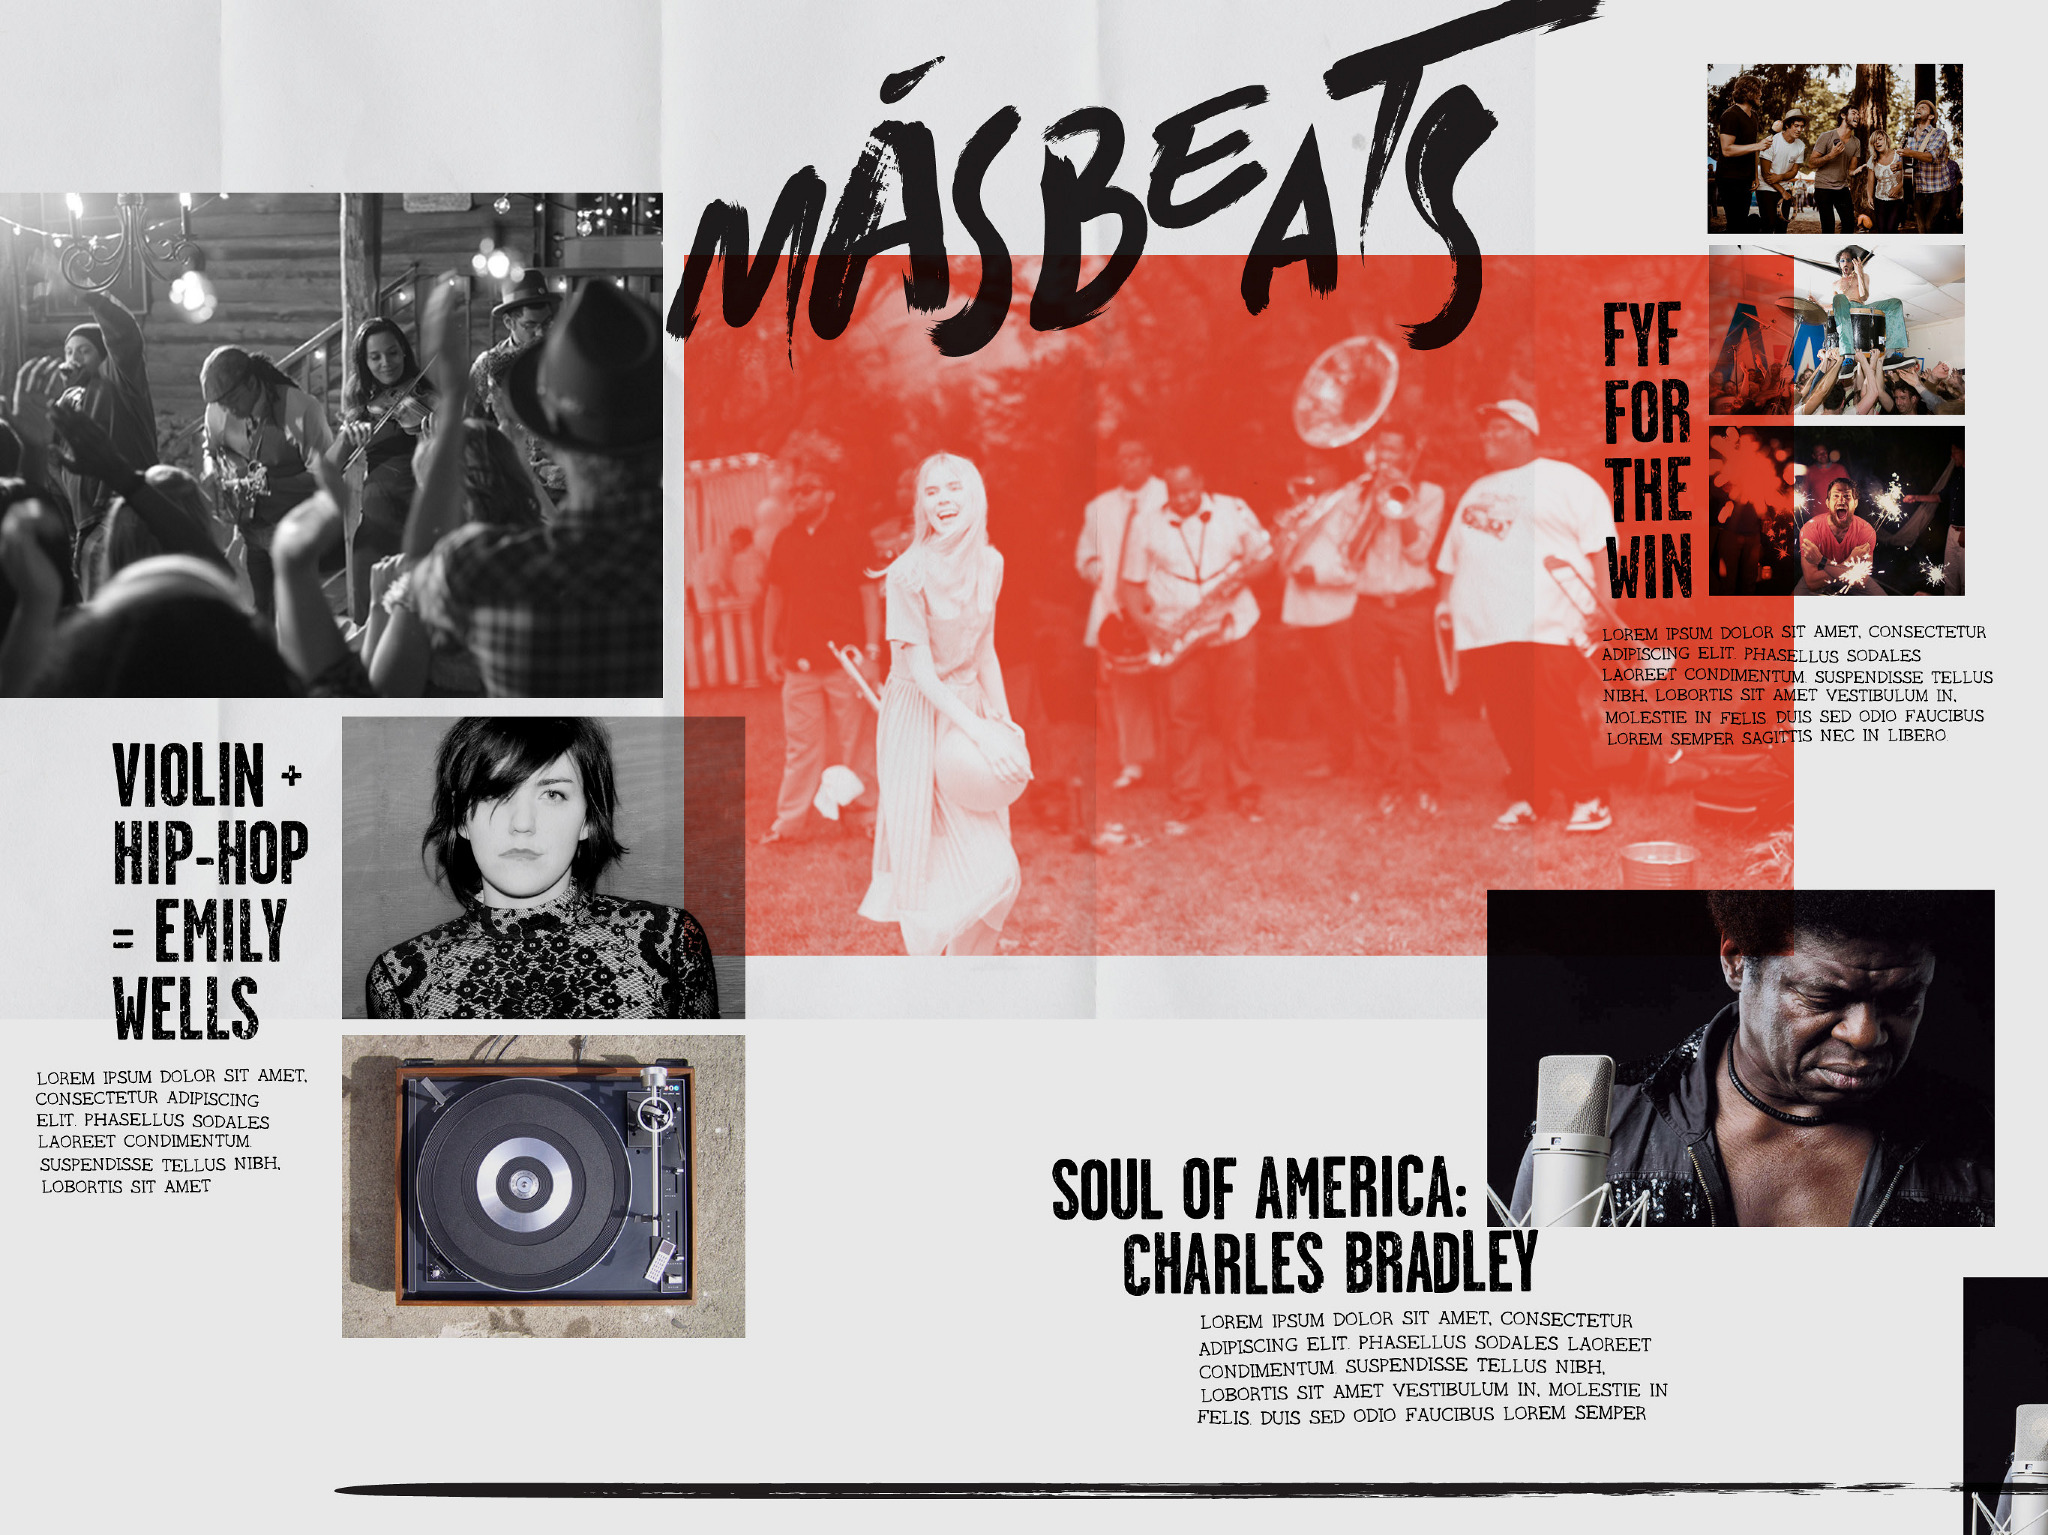 MÁSBEATS
FYF
FOR
THE
WIN
LOREM IPSUM DOLOR SIT AMET, CONSECTETUR
ADIPISCING ELIT. PHASELLUS SODALES
LAOREET CONDIMENTUM. SUSPENDISSE TELLUS
NIBH, LOBORTIS SIT AMET VESTIBULUM IN,
MOLESTIE IN FELIS. DUIS SED ODIO FAUCIBUS
LOREM SEMPER SAGITTIS NEC IN LIBERO.
VIOLIN +
HIP-HOP
= EMILY
WELLS
LOREM IPSUM DOLOR SIT AMET,
CONSECTETUR ADIPISCING
ELIT. PHASELLUS SODALES
LAOREET CONDIMENTUM.
SUSPENDISSE TELLUS NIBH,
LOBORTIS SIT AMET
SOUL OF AMERICA:
CHARLES BRADLEY
LOREM IPSUM DOLOR SIT AMET, CONSECTETUR
ADIPISCING ELIT. PHASELLUS SODALES LAOREET
CONDIMENTUM. SUSPENDISSE TELLUS NIBH,
LOBORTIS SIT AMET VESTIBULUM IN, MOLESTIE IN
FELIS. DUIS SED ODIO FAUCIBUS LOREM SEMPER